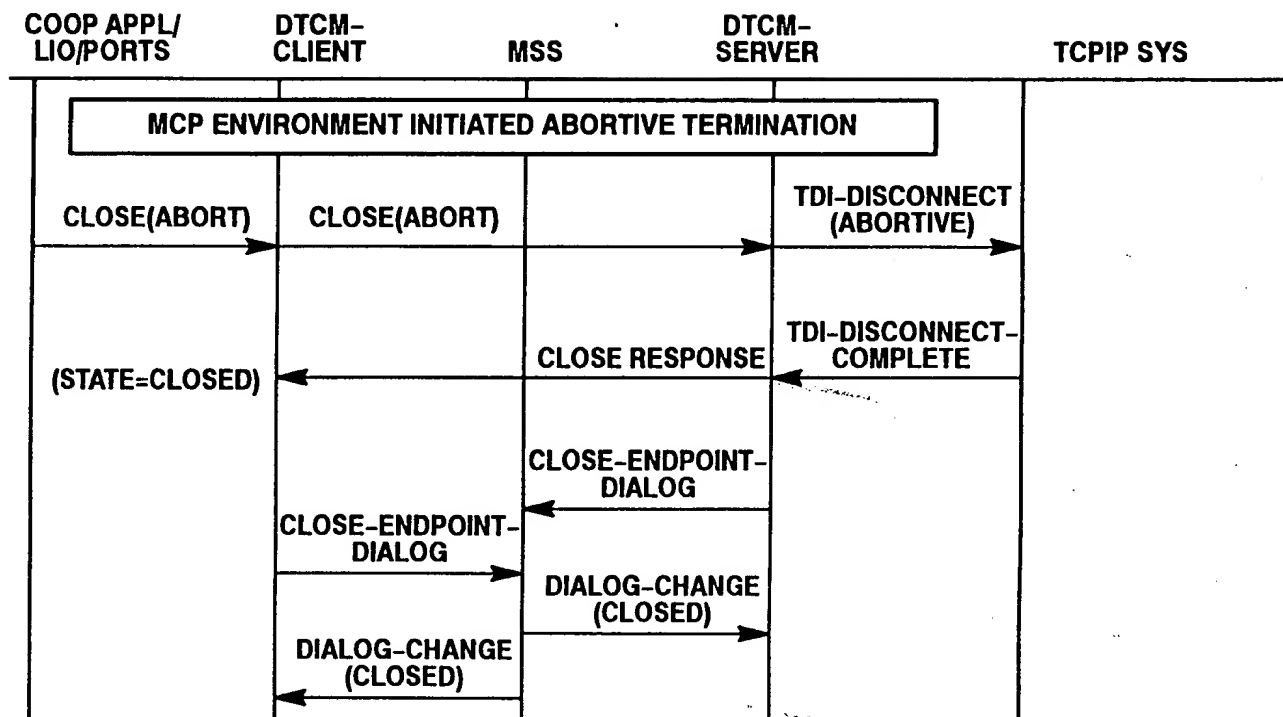 COOP APPL/
LIO/PORTS
DTCM-
CLIENT
MSS
DTCM-
SERVER
TCPIP SYS
MCP ENVIRONMENT INITIATED ABORTIVE TERMINATION
CLOSE(ABORT)
CLOSE(ABORT)
TDI-DISCONNECT
(ABORTIVE)
TDI-DISCONNECT-
COMPLETE
CLOSE RESPONSE
(STATE=CLOSED)
CLOSE-ENDPOINT-
DIALOG
CLOSE-ENDPOINT-
DIALOG
DIALOG-CHANGE
(CLOSED)
DIALOG-CHANGE
(CLOSED)